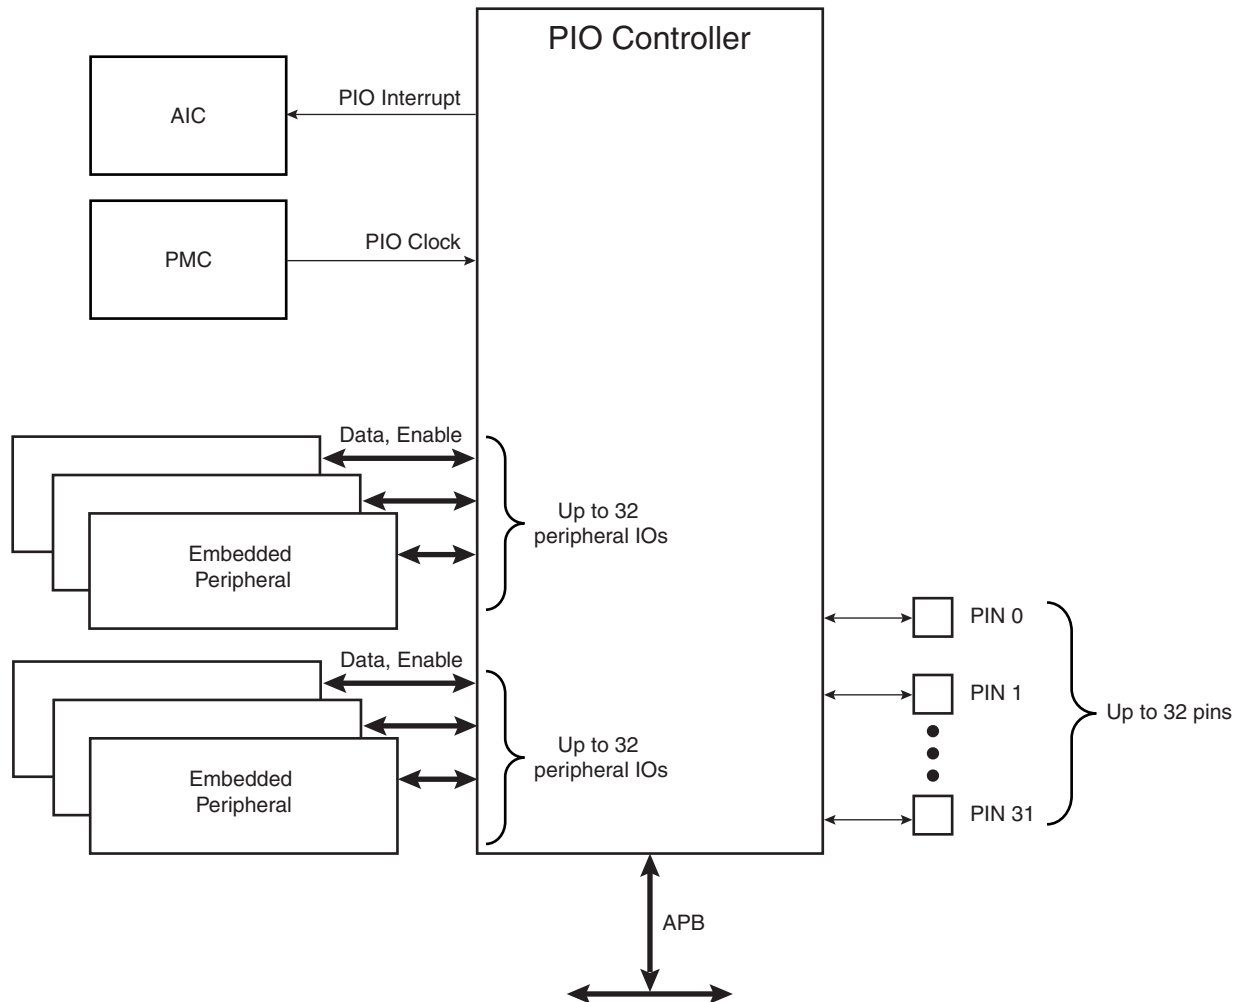 PIO Controller
AIC
PIO Interrupt
PMC
PIO Clock
Data, Enable
Up to 32
peripheral IOs
Embedded
Peripheral
Data, Enable
Up to 32
peripheral IOs
Embedded
Peripheral
PIN 0
PIN 1
Up to 32 pins
PIN 31
APB